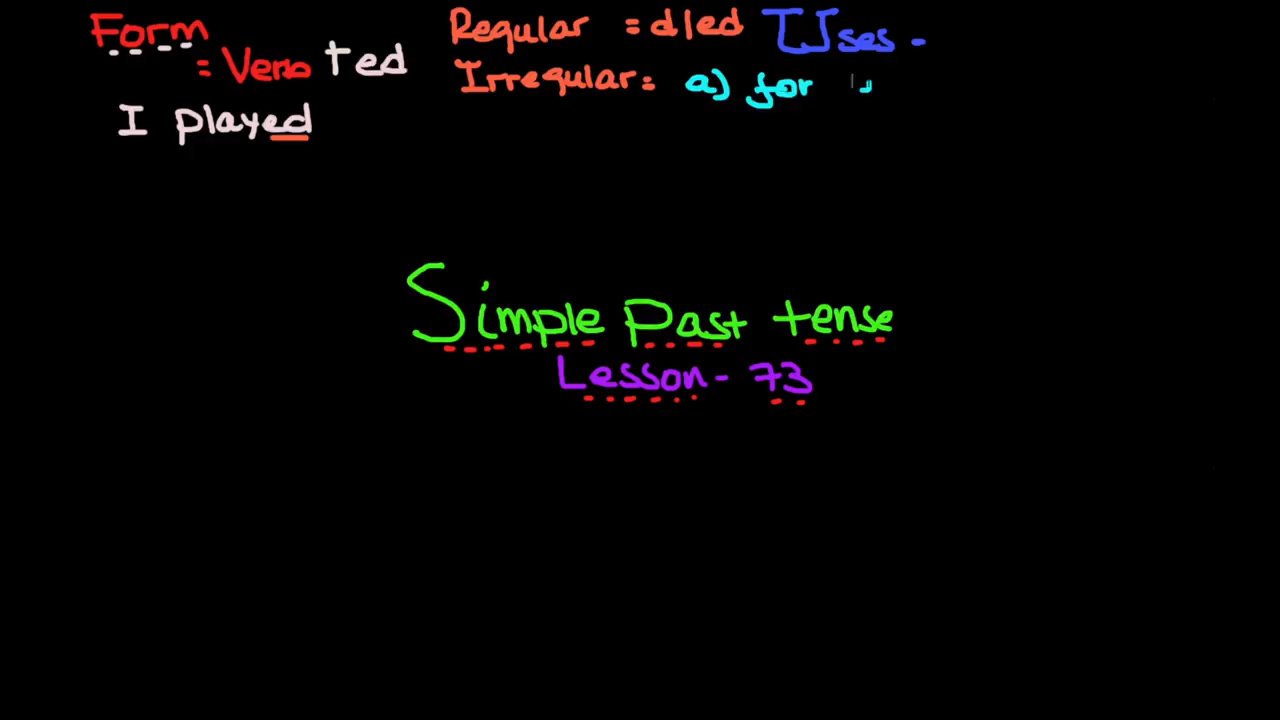 Form
= Verb + ed
I played
Regular = d/ed
Irregular =
Uses -
a) for
Simple Past tense
Lesson - 73